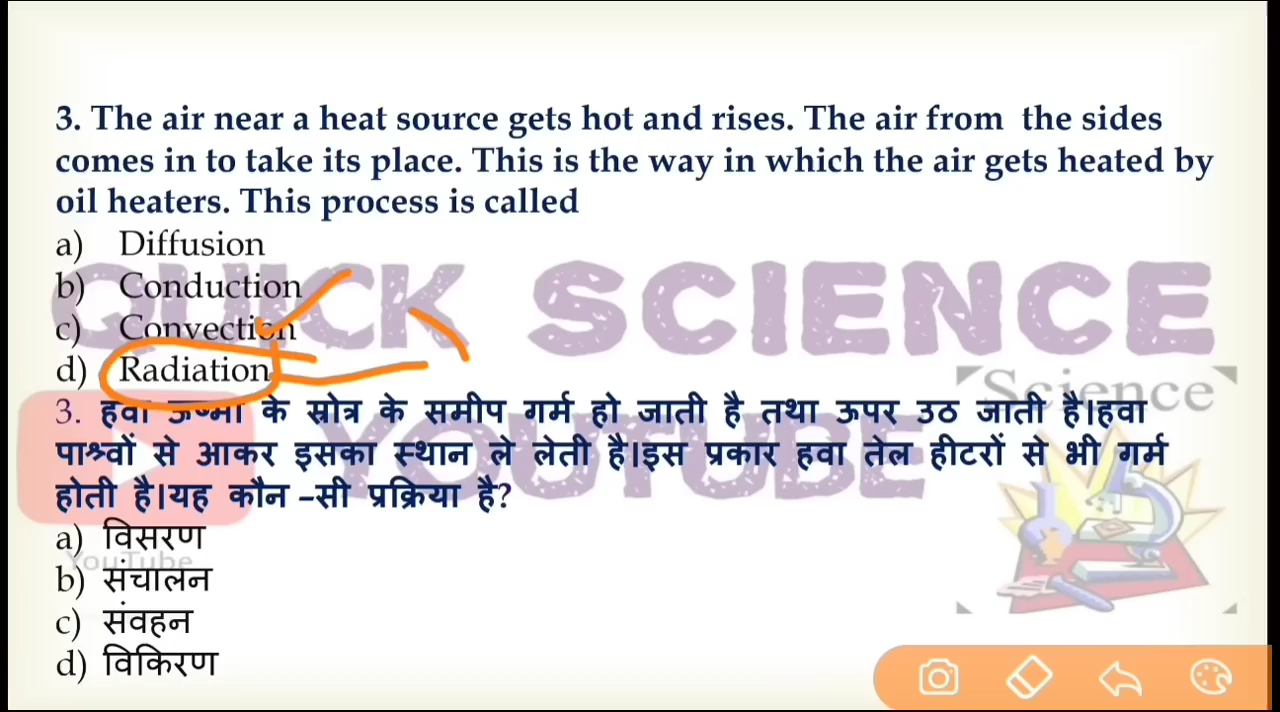 3. The air near a heat source gets hot and rises. The air from the sides
comes in to take its place. This is the way in which the air gets heated by
oil heaters. This process is called
a) Diffusion
b) Conduction
c) Convection
d) Radiation
QUICK SCIENCE
Science
3. हवा ऊष्मा के स्रोत्र के समीप गर्म हो जाती है तथा ऊपर उठ जाती है।हवा
पार्श्वों से आकर इसका स्थान ले लेती है।इस प्रकार हवा तेल हीटरों से भी गर्म
होती है।यह कौन –सी प्रक्रिया है?
YOUTUBE
a) विसरण
YouTube
b) संचालन
c) संवहन
d) विकिरण